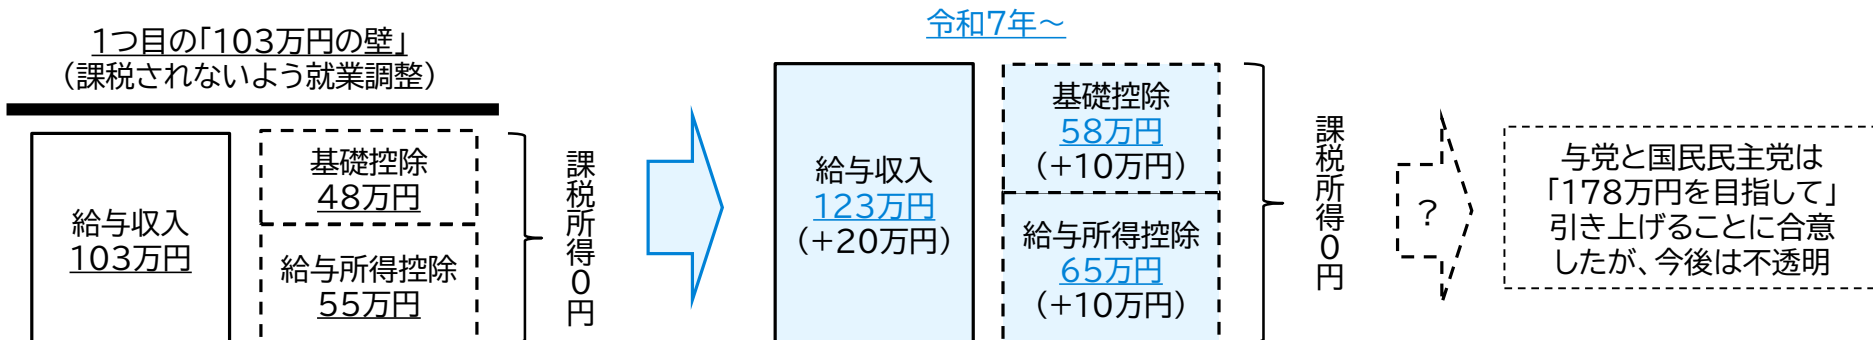 1つ目の「103万円の壁」
（課税されないよう就業調整）
給与収入
103万円
基礎控除
48万円
給与所得控除
55万円
課税所得0円
令和7年～
給与収入
123万円
（+20万円）
基礎控除
58万円
（+10万円）
給与所得控除
65万円
（+10万円）
課税所得0円
？
与党と国民民主党は
「178万円を目指して」
引き上げることに合意
したが、今後は不透明